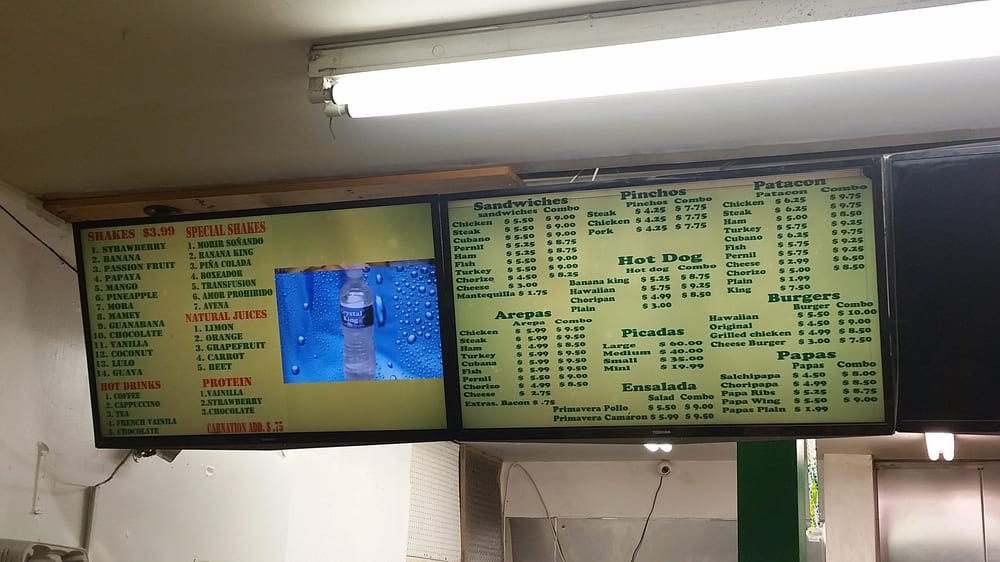 SHAKES $3.99
1. STRAWBERRY
2. BANANA
3. PASSION FRUIT
4. PAPAYA
5. MANGO
6. PINEAPPLE
7. MORA
8. MAMEY
9. GUANABANA
10. CHOCOLATE
11. VANILLA
12. COCONUT
13. LULO
14. GUAVA
HOT DRINKS
1. COFFEE
2. CAPPUCCINO
3. TEA
4. FRENCH VAINILA
5. CHOCOLATE
SPECIAL SHAKES
1. MORIR SOÑANDO
2. BANANA KING
3. PIÑA COLADA
4. BOXEADOR
5. TRANSFUSION
6. AMOR PROHIBIDO
7. AVENA
NATURAL JUICES
1. LIMON
2. ORANGE
3. GRAPEFRUIT
4. CARROT
5. BEET
PROTEIN
1.VAINILLA
2.STRAWBERRY
3.CHOCOLATE
CARNATION ADD. $ .75
Crystal
King
Sandwiches
sandwiches Combo
Chicken $ 5.50 $ 9.00
Steak $ 5.50 $ 9.00
Cubano $ 5.50 $ 9.00
Pernil $ 5.50 $ 8.75
Ham $ 5.50 $ 8.75
Fish $ 5.50 $ 9.00
Turkey $ 5.50 $ 9.00
Chorizo $ 4.50 $ 8.25
Cheese $ 3.00
Mantequilla $ 1.75
Arepas
Arepa Combo
Chicken $ 5.99 $ 9.50
Steak $ 5.99 $ 9.50
Ham $ 4.99 $ 8.50
Turkey $ 5.99 $ 9.50
Cubana $ 5.99 $ 9.50
Fish $ 5.99 $ 9.50
Pernil $ 5.50 $ 9.00
Chorizo $ 4.99 $ 8.50
Cheese $ 2.75
Extras. Bacon $ .75
Pinchos
Pinchos Combo
Steak $ 4.25 $ 7.75
Chicken $ 4.25 $ 7.75
Pork $ 4.25 $ 7.75
Hot Dog
Hot dog Combo
Banana king $ 5.25 $ 8.75
Hawaiian $ 5.75 $ 9.25
Choripan $ 4.99 $ 8.50
Plain $ 3.00
Picadas
Large $ 60.00
Medium $ 40.00
Small $ 35.00
Mini $ 19.99
Ensalada
Salad Combo
Primavera Pollo $ 5.50 $ 9.00
Primavera Camaron $ 5.99 $ 9.50
Patacon
Patacon Combo
Chicken $ 6.25 $ 9.75
Steak $ 5.75 $ 9.25
Ham $ 5.00 $ 8.50
Turkey $ 5.75 $ 9.25
Cubano $ 6.25 $ 9.75
Fish $ 5.75 $ 9.25
Pernil $ 5.75 $ 9.25
Cheese $ 2.99 $ 6.00
Chorizo $ 5.00 $ 8.50
Plain $ 1.99
King $ 7.50
Burgers
Burger Combo
Hawaiian $ 5.50 $ 10.00
Original $ 4.50 $ 9.00
Grilled chicken $ 4.99 $ 8.50
Cheese Burger $ 3.00 $ 7.50
Papas
Papas Combo
Salchipapa $ 4.50 $ 8.00
Choripapa $ 4.99 $ 8.50
Papa Ribs $ 5.25 $ 8.75
Papa Wing $ 5.50 $ 9.00
Papas Plain $ 1.99
TOSHIBA